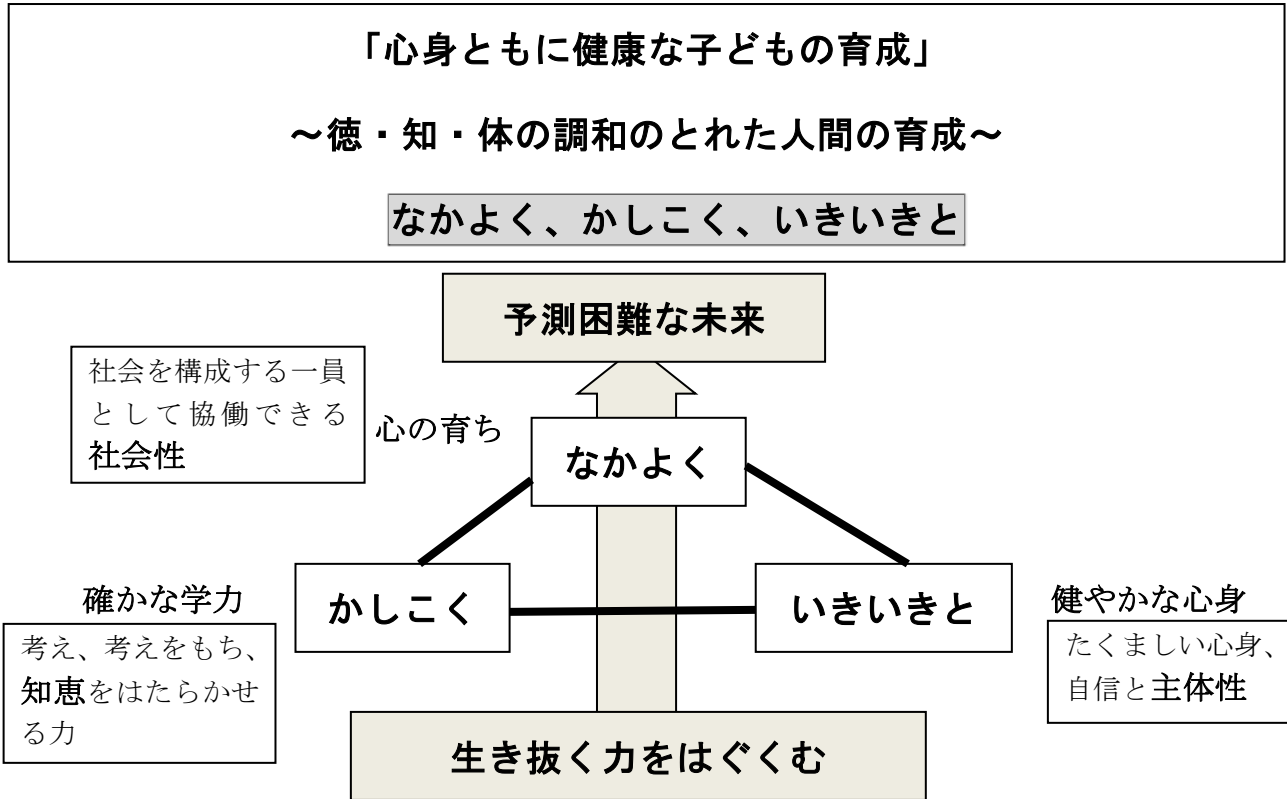 「心身ともに健康な子どもの育成」
～徳・知・体の調和のとれた人間の育成～
なかよく、かしこく、いきいきと
予測困難な未来
社会を構成する一員
として協働できる
社会性
心の育ち
なかよく
確かな学力
かしこく
いきいきと
健やかな心身
考え、考えをもち、
知恵をはたらかせ
る力
たくましい心身、
自信と主体性
生き抜く力をはぐくむ